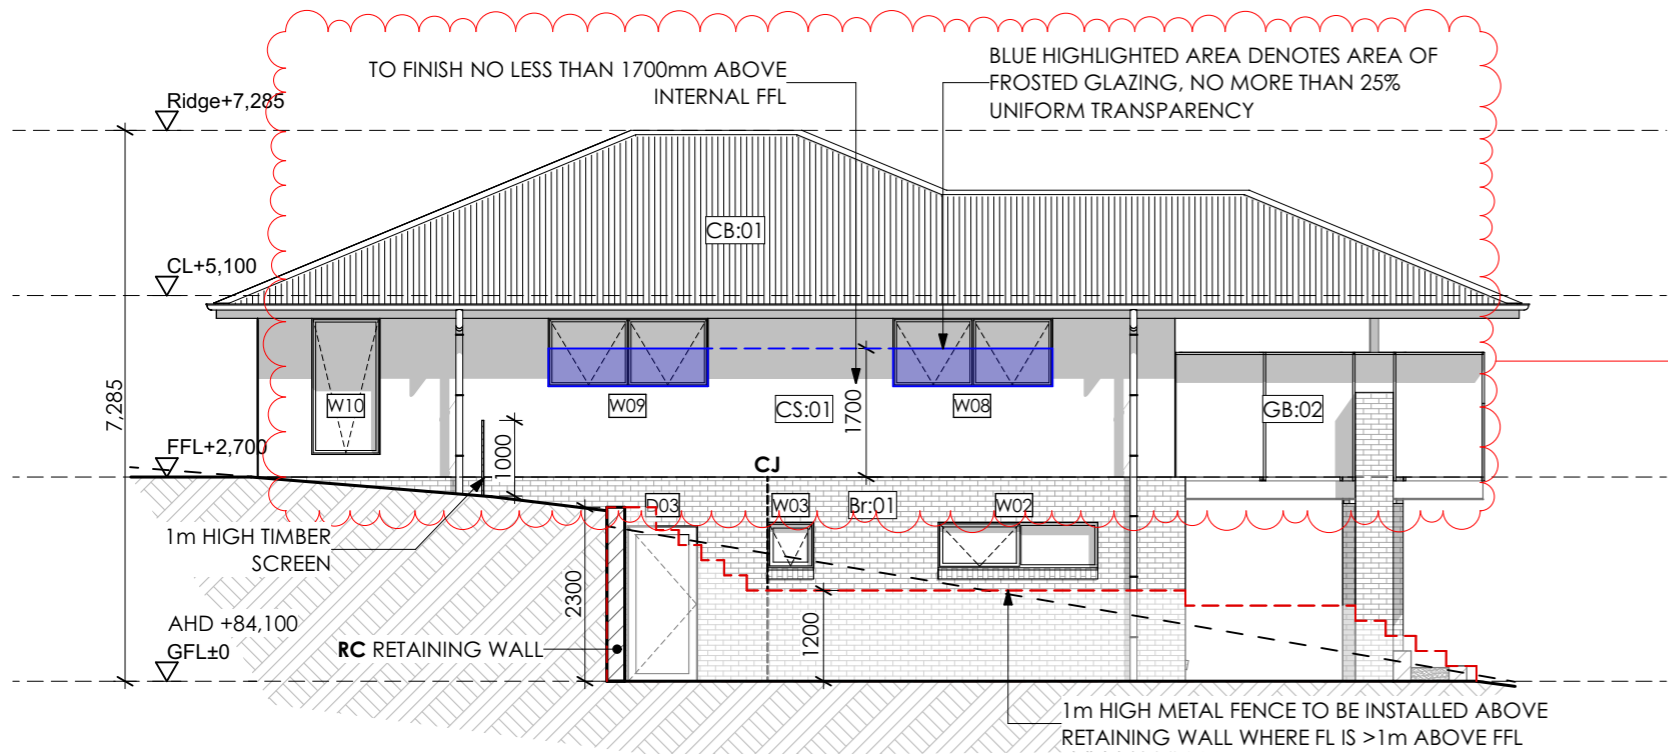 TO FINISH NO LESS THAN 1700mm ABOVE
INTERNAL FFL
BLUE HIGHLIGHTED AREA DENOTES AREA OF
FROSTED GLAZING, NO MORE THAN 25%
UNIFORM TRANSPARENCY
Ridge+7,285
CB:01
CL+5,100
7,285
W10
W09
CS:01
1700
W08
GB:02
FFL+2,700
1000
CJ
D03
W03
Br:01
W02
1m HIGH TIMBER
SCREEN
2300
1200
AHD +84,100
GFL±0
RC RETAINING WALL
1m HIGH METAL FENCE TO BE INSTALLED ABOVE
RETAINING WALL WHERE FL IS >1m ABOVE FFL